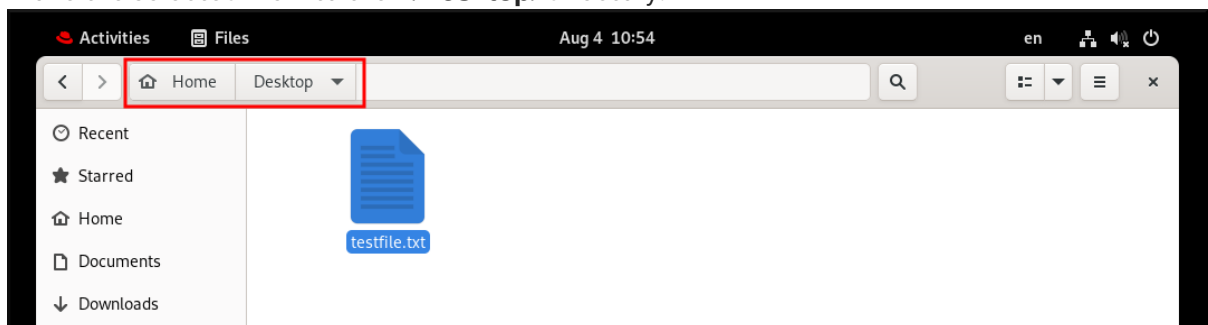 Activities Files Aug 4 10:54 en
Home Desktop
Recent
Starred
Home
testfile.txt
Documents
Downloads